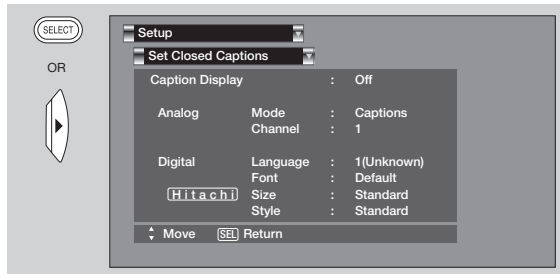 SELECT
OR
Setup
Set Closed Captions
Caption Display : Off
Analog Mode : Captions
Channel : 1
Digital Language : 1(Unknown)
Font : Default
Hitachi Size : Standard
Style : Standard
Move SEL Return